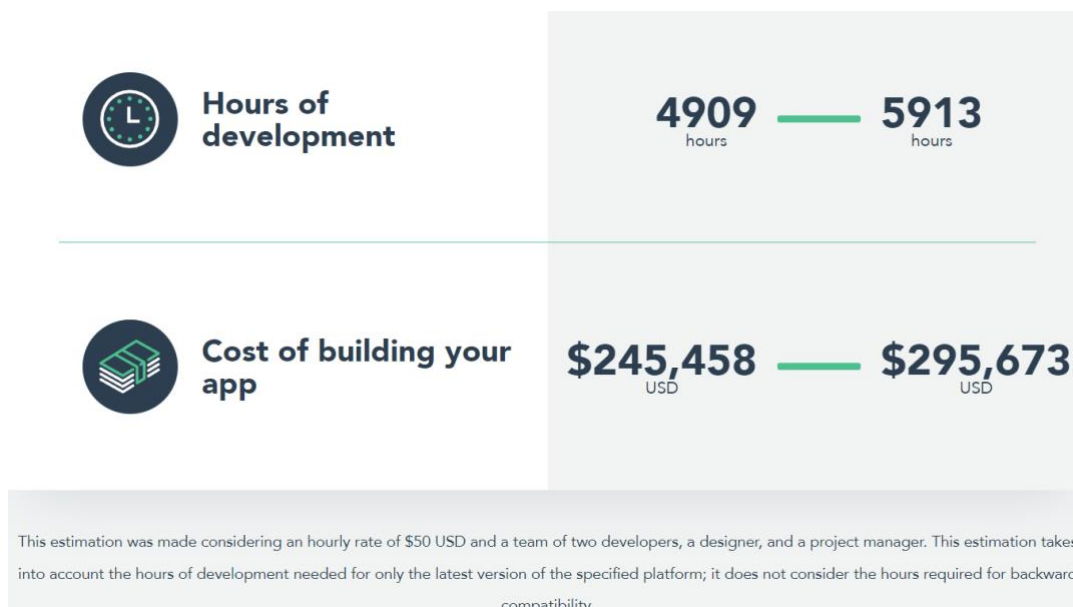 Hours of
development
4909
hours
5913
hours
Cost of building your
app
$245,458
USD
$295,673
USD
This estimation was made considering an hourly rate of $50 USD and a team of two developers, a designer, and a project manager. This estimation takes
into account the hours of development needed for only the latest version of the specified platform; it does not consider the hours required for backward
compatibility.